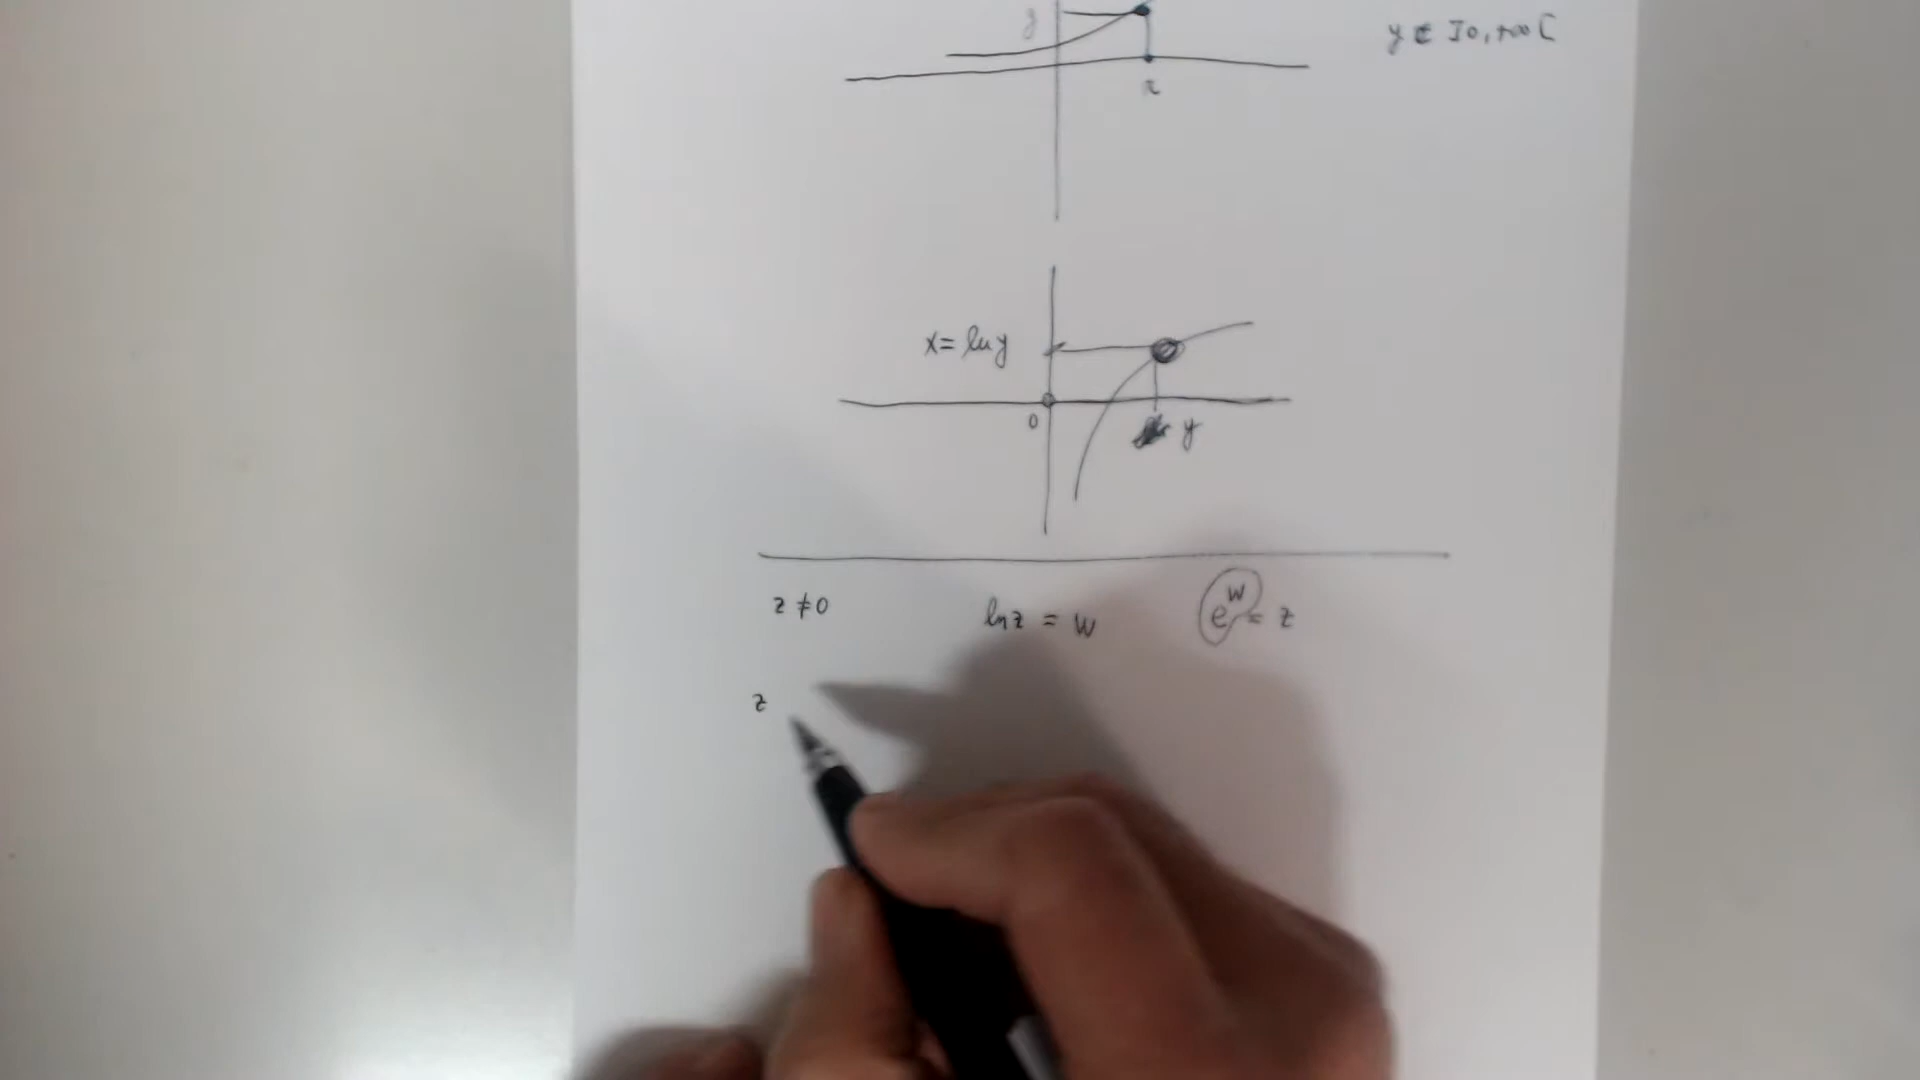 y ∈ ]0,+∞[
y
x
x = ln y
0
y
z ≠ 0 ln z = w e^w = z
z